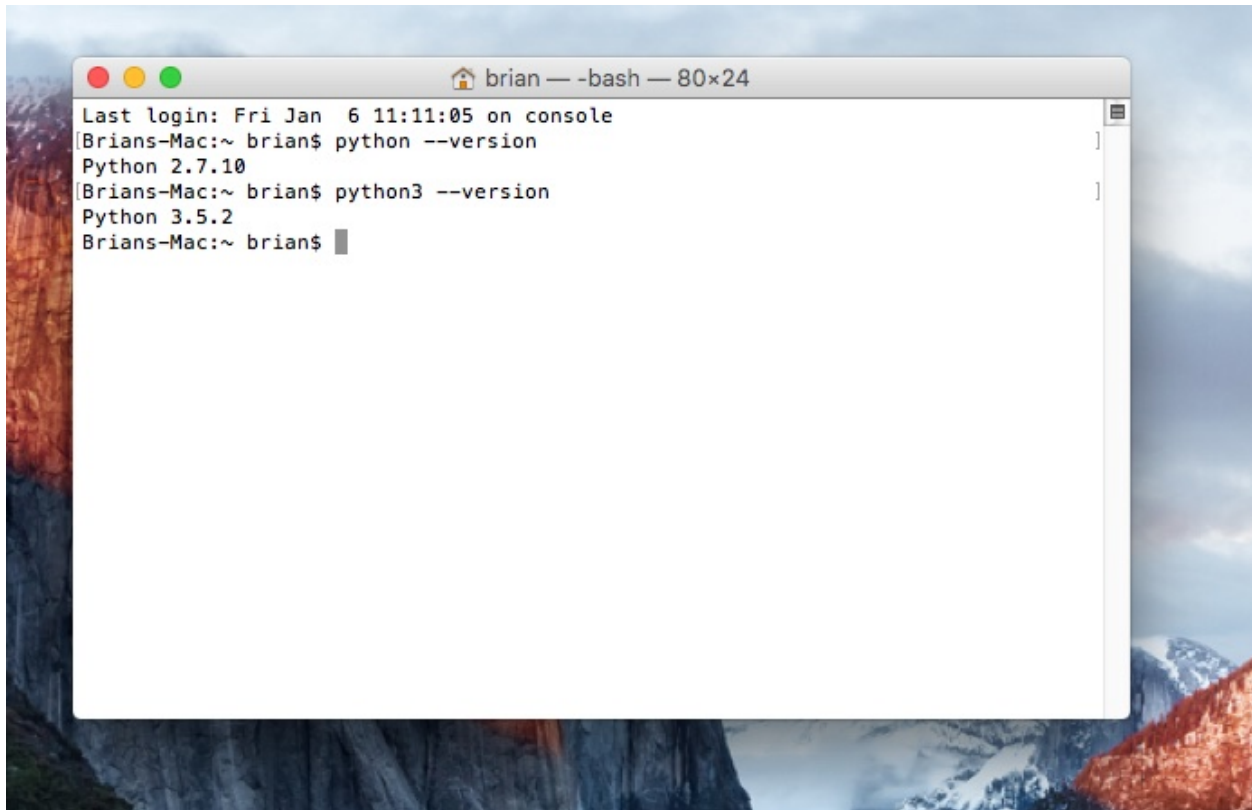 brian — -bash — 80×24
Last login: Fri Jan  6 11:11:05 on console
[Brians-Mac:~ brian$ python --version ]
Python 2.7.10
[Brians-Mac:~ brian$ python3 --version ]
Python 3.5.2
Brians-Mac:~ brian$